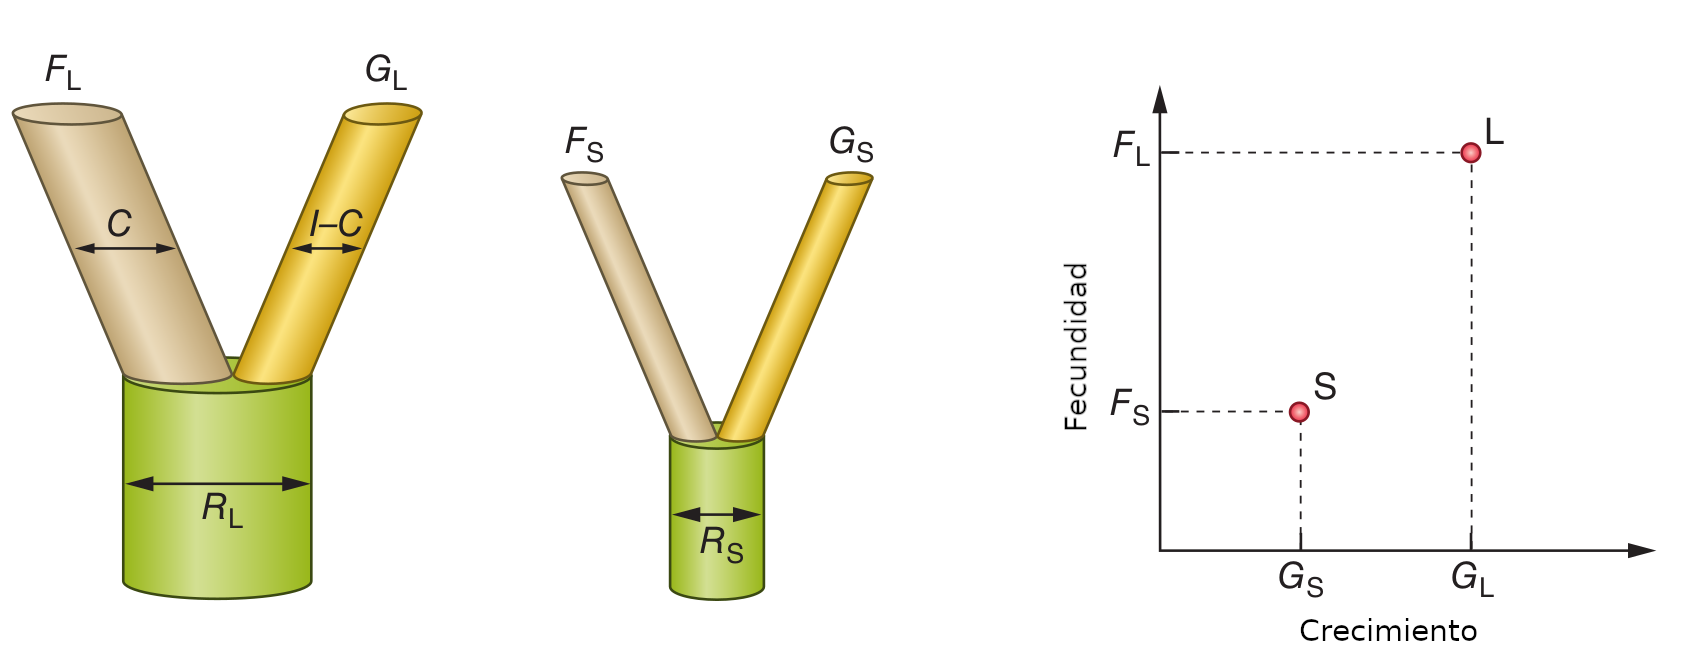 F_L
G_L
C
I–C
R_L
F_S
G_S
R_S
Fecundidad
F_L
F_S
L
S
G_S
G_L
Crecimiento